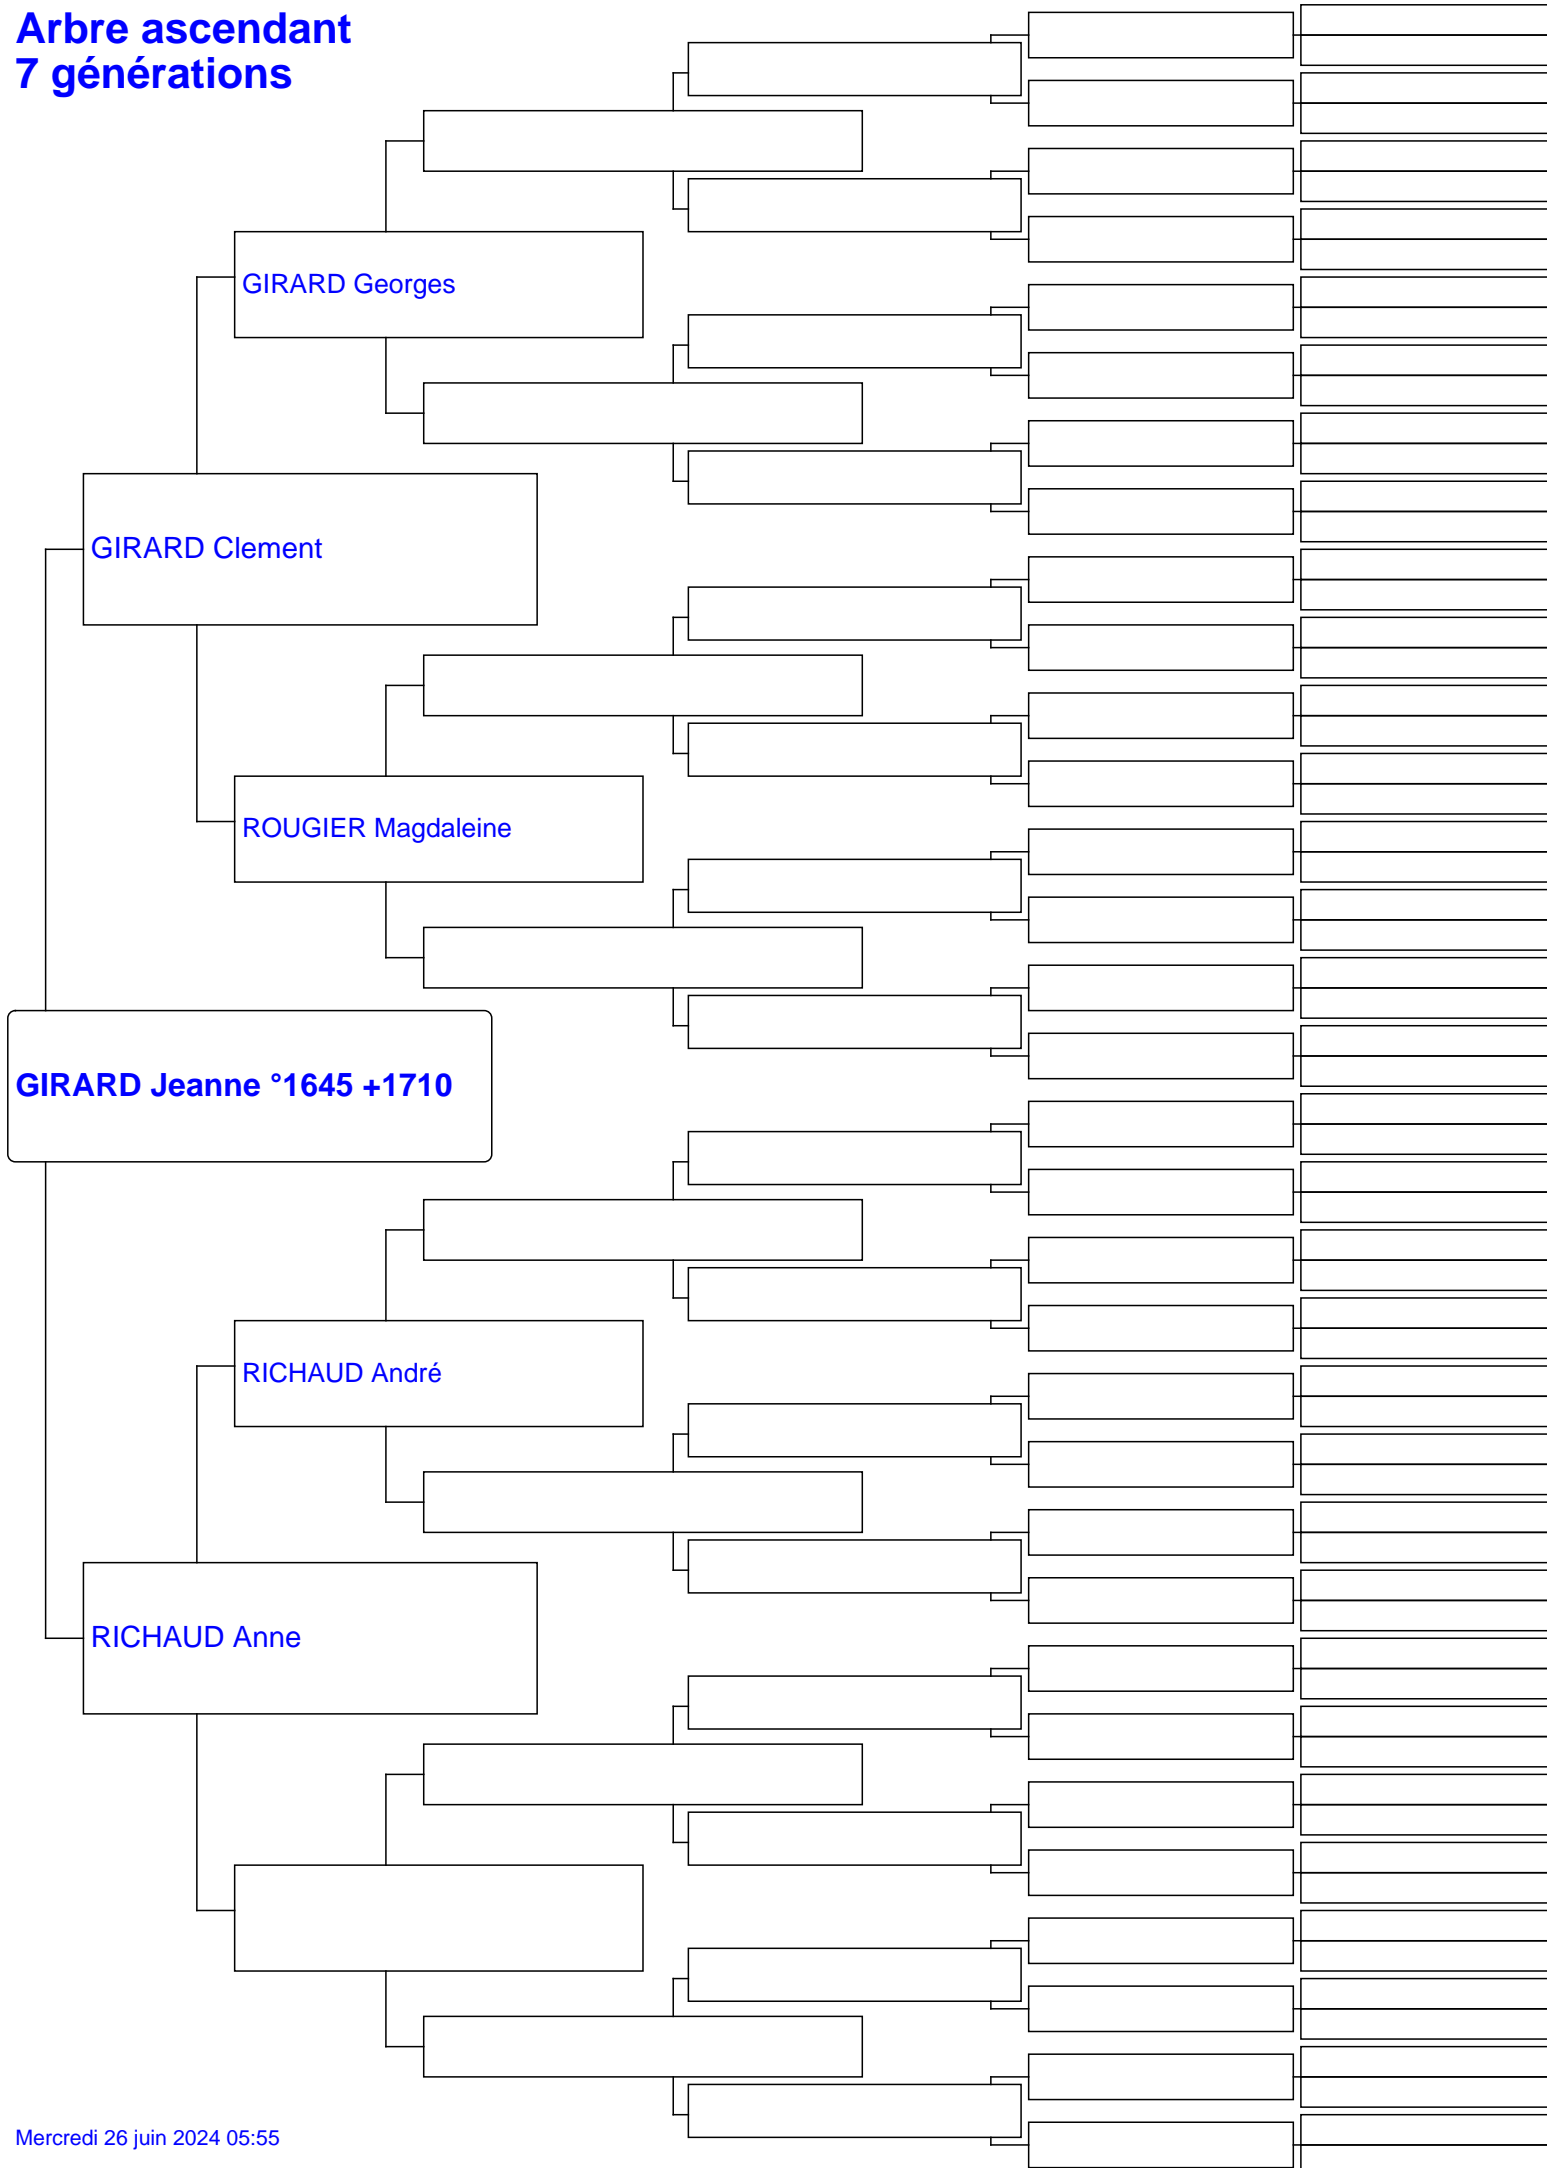 Arbre ascendant
7 générations
GIRARD Georges
GIRARD Clement
ROUGIER Magdaleine
GIRARD Jeanne °1645 +1710
RICHAUD André
RICHAUD Anne
Mercredi 26 juin 2024 05:55